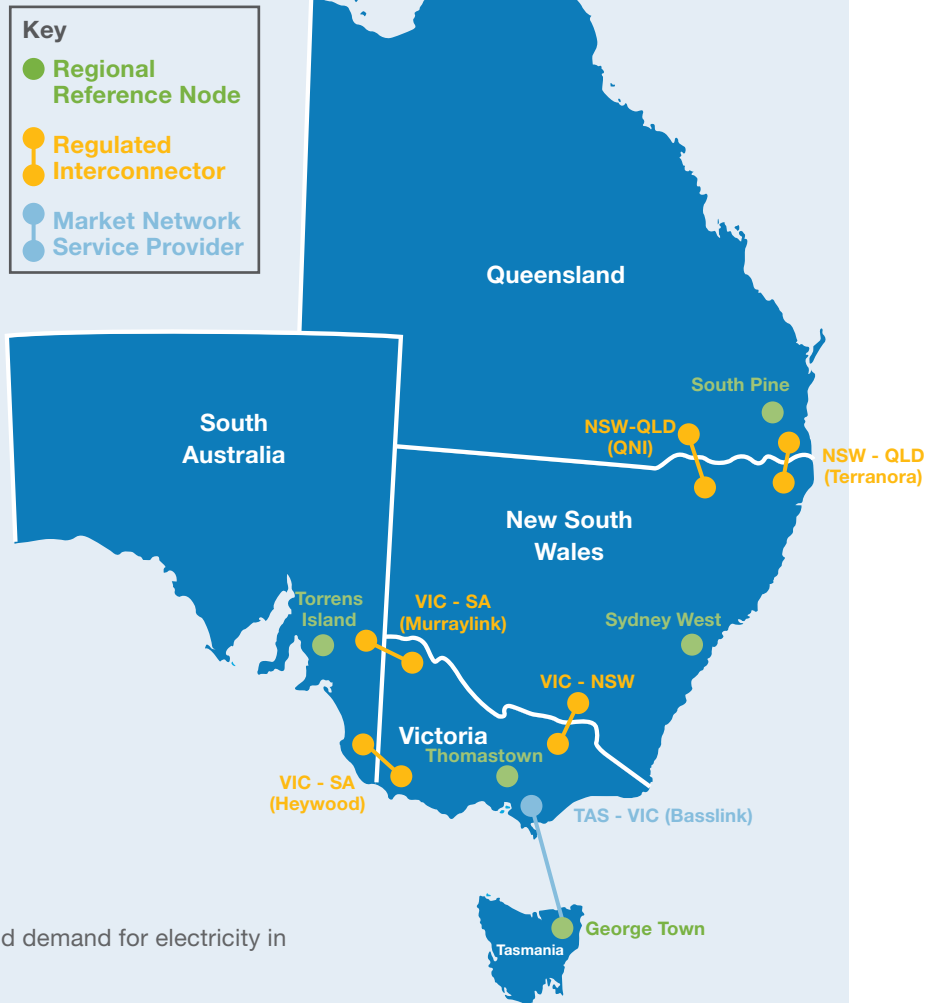 Key
Regional
Reference Node
Regulated
Interconnector
Market Network
Service Provider
Queensland
South Pine
South
Australia
NSW-QLD
(QNI)
NSW - QLD
(Terranora)
New South
Wales
Torrens
Island
VIC - SA
(Murraylink)
Sydney West
VIC - NSW
Victoria
Thomastown
VIC - SA
(Heywood)
TAS - VIC (Basslink)
George Town
Tasmania
d demand for electricity in